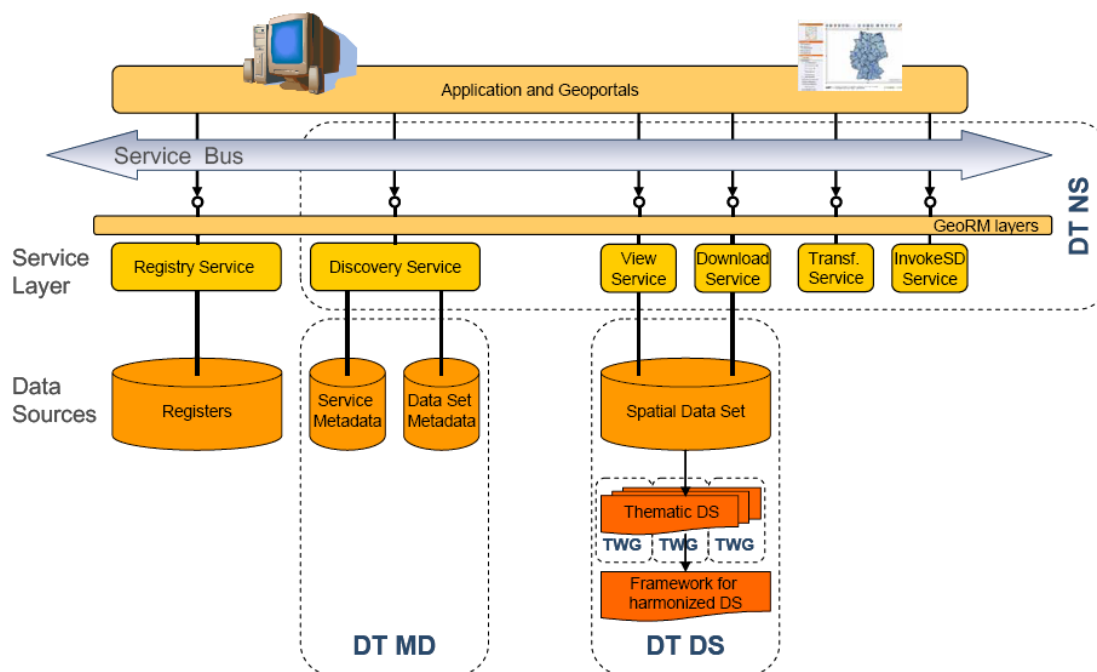 Application and Geoportals
Service Bus
DT NS
GeoRM layers
Service
Layer
Registry Service
Discovery Service
View
Service
Download
Service
Transf.
Service
InvokeSD
Service
Data
Sources
Registers
Service
Metadata
Data Set
Metadata
Spatial Data Set
Thematic DS
TWG
TWG
TWG
Framework for
harmonized DS
DT MD
DT DS